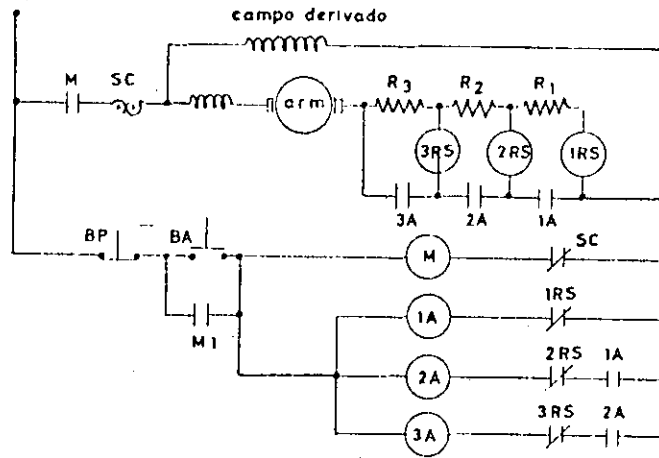 campo derivado
M SC
arm
R3 R2 R1
3RS 2RS 1RS
3A 2A 1A
BP BA
M SC
M1
1A 1RS
2A 2RS 1A
3A 3RS 2A